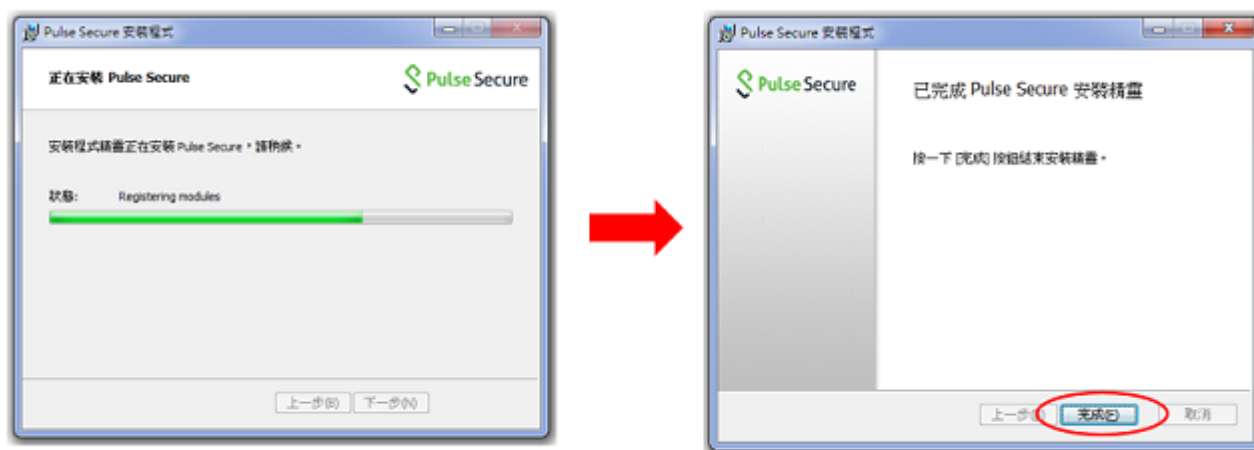 Pulse Secure 安裝程式
正在安裝 Pulse Secure
Pulse Secure
安裝程式精靈正在安裝 Pulse Secure，請稍候。
狀態: Registering modules
上一步(B) 下一步(N)
Pulse Secure 安裝程式
Pulse Secure
已完成 Pulse Secure 安裝精靈
按一下 [完成] 按鈕結束安裝精靈。
上一步 完成(F) 取消